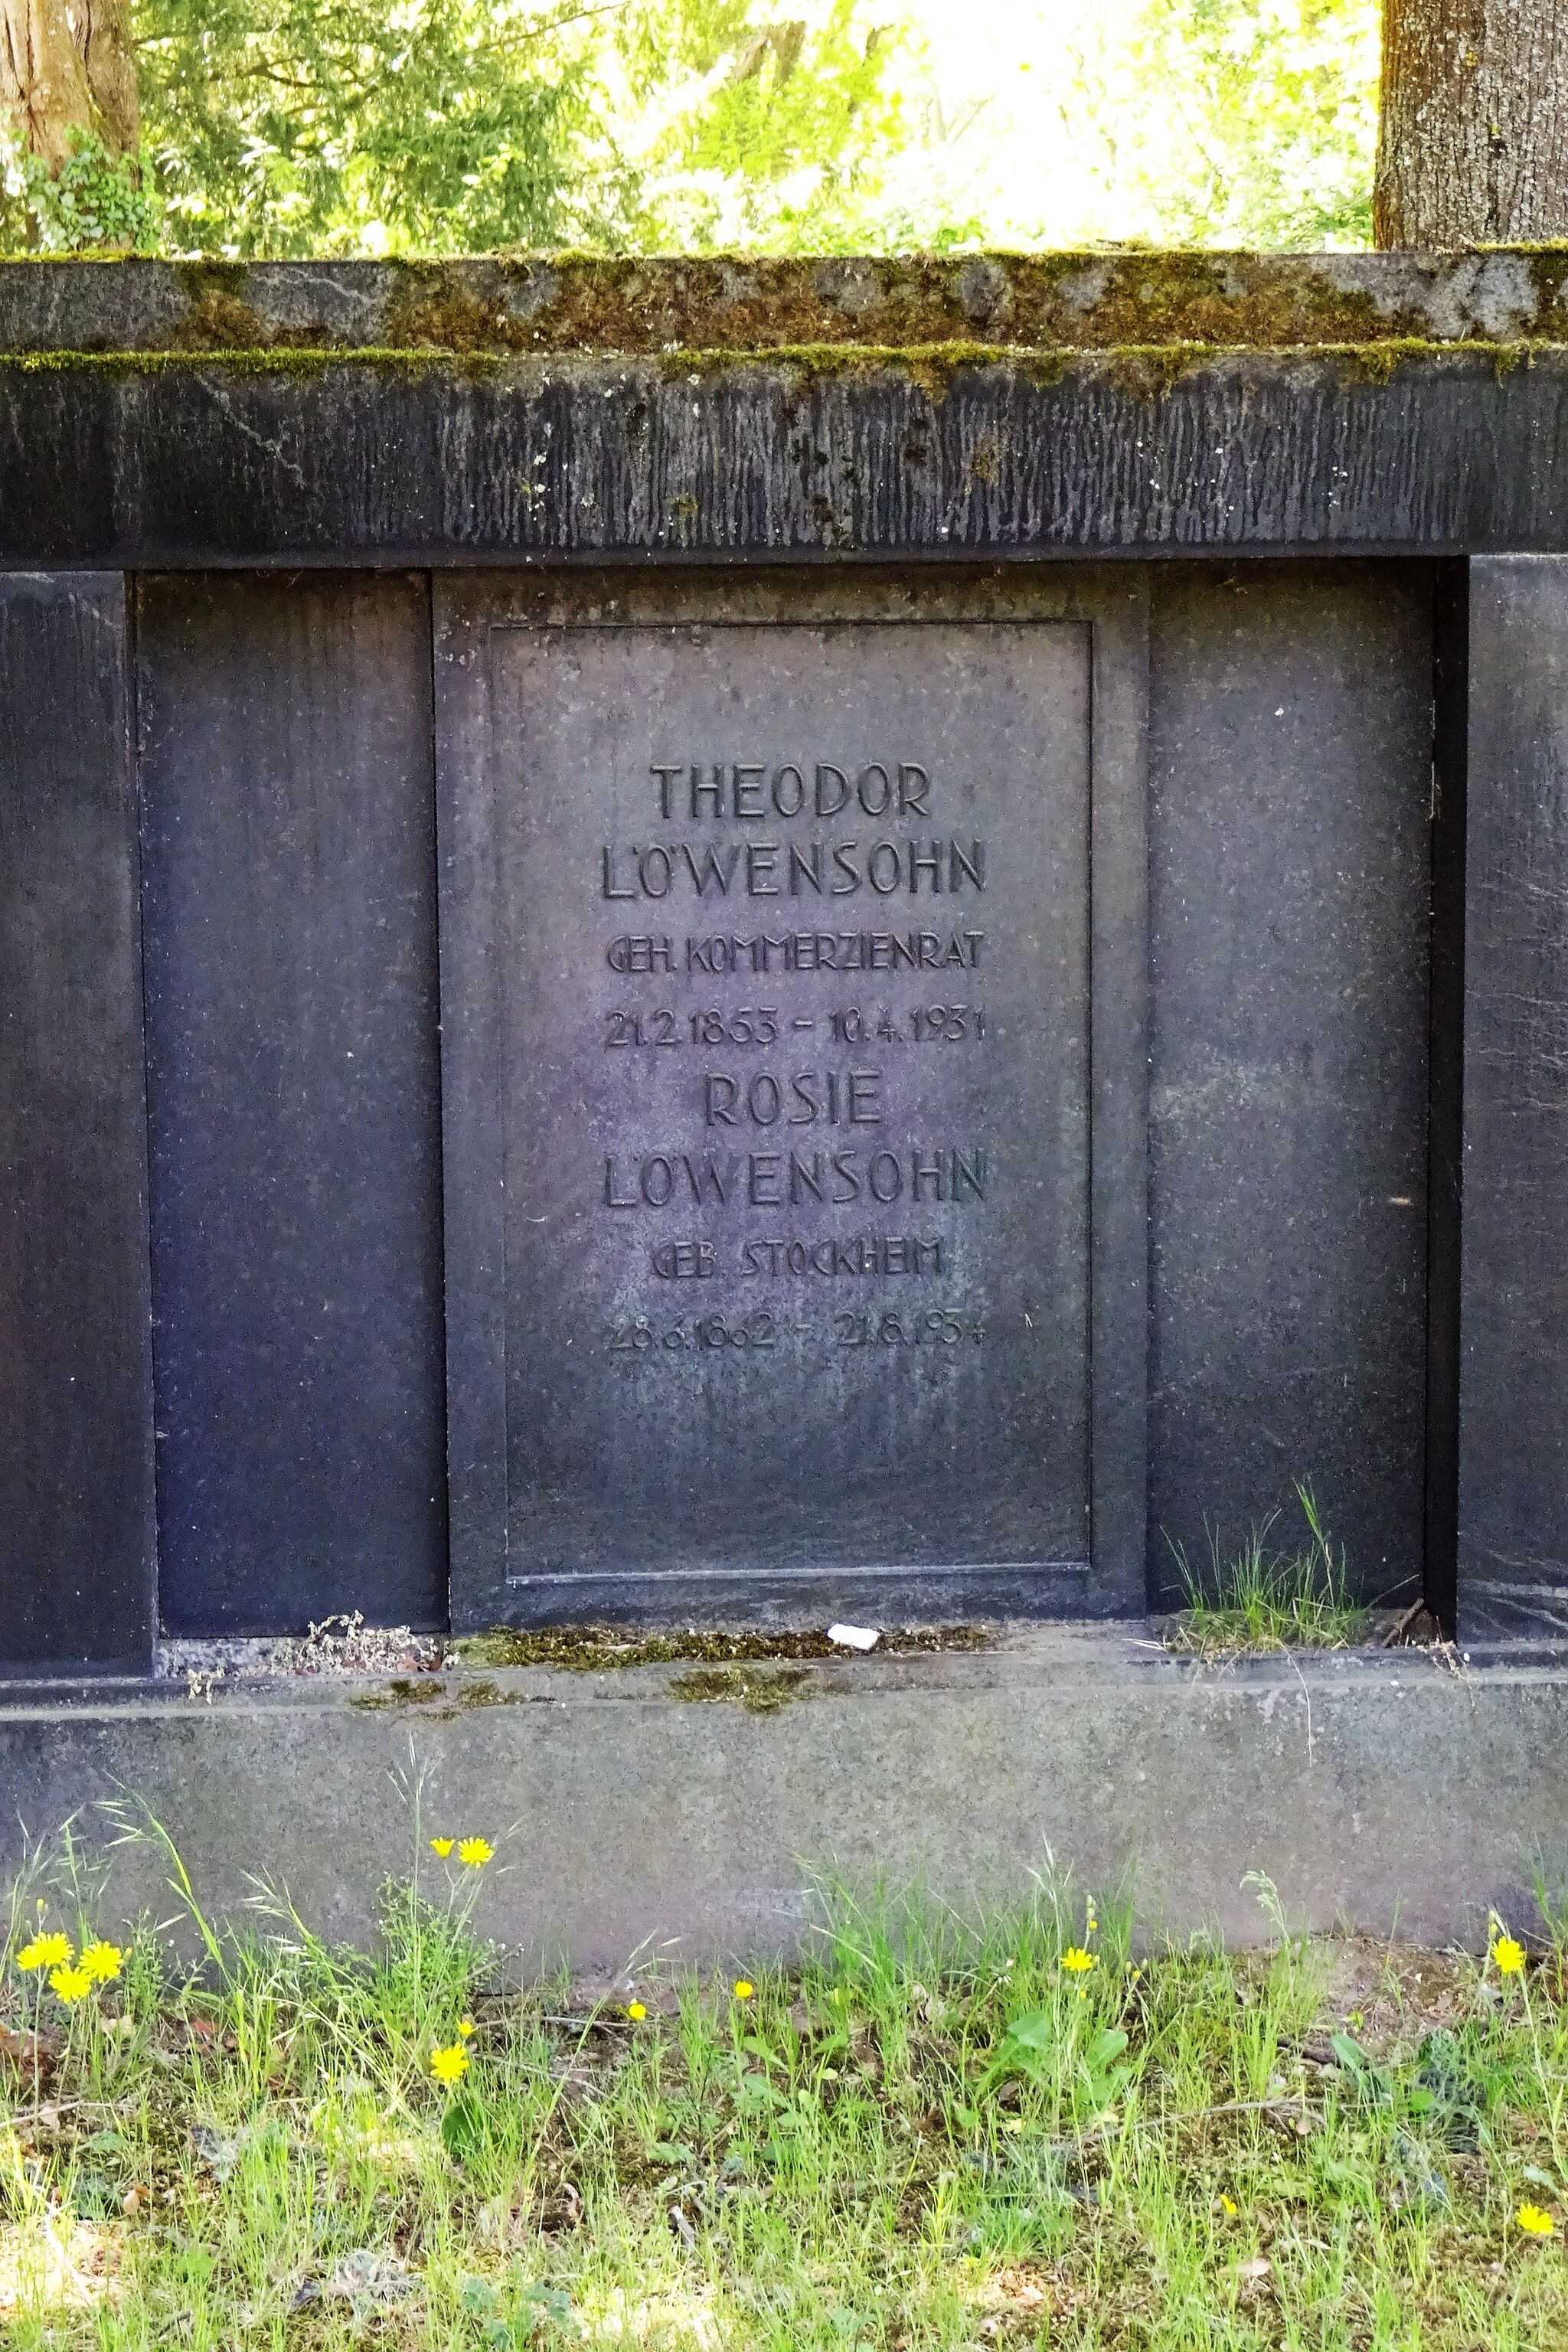 THEODOR
LÖWENSOHN
GEH. KOMMERZIENRAT
21.2.1853 – 10.4.1931
ROSIE
LÖWENSOHN
GEB. STOCKHEIM
28.6.1862 – 21.8.1934